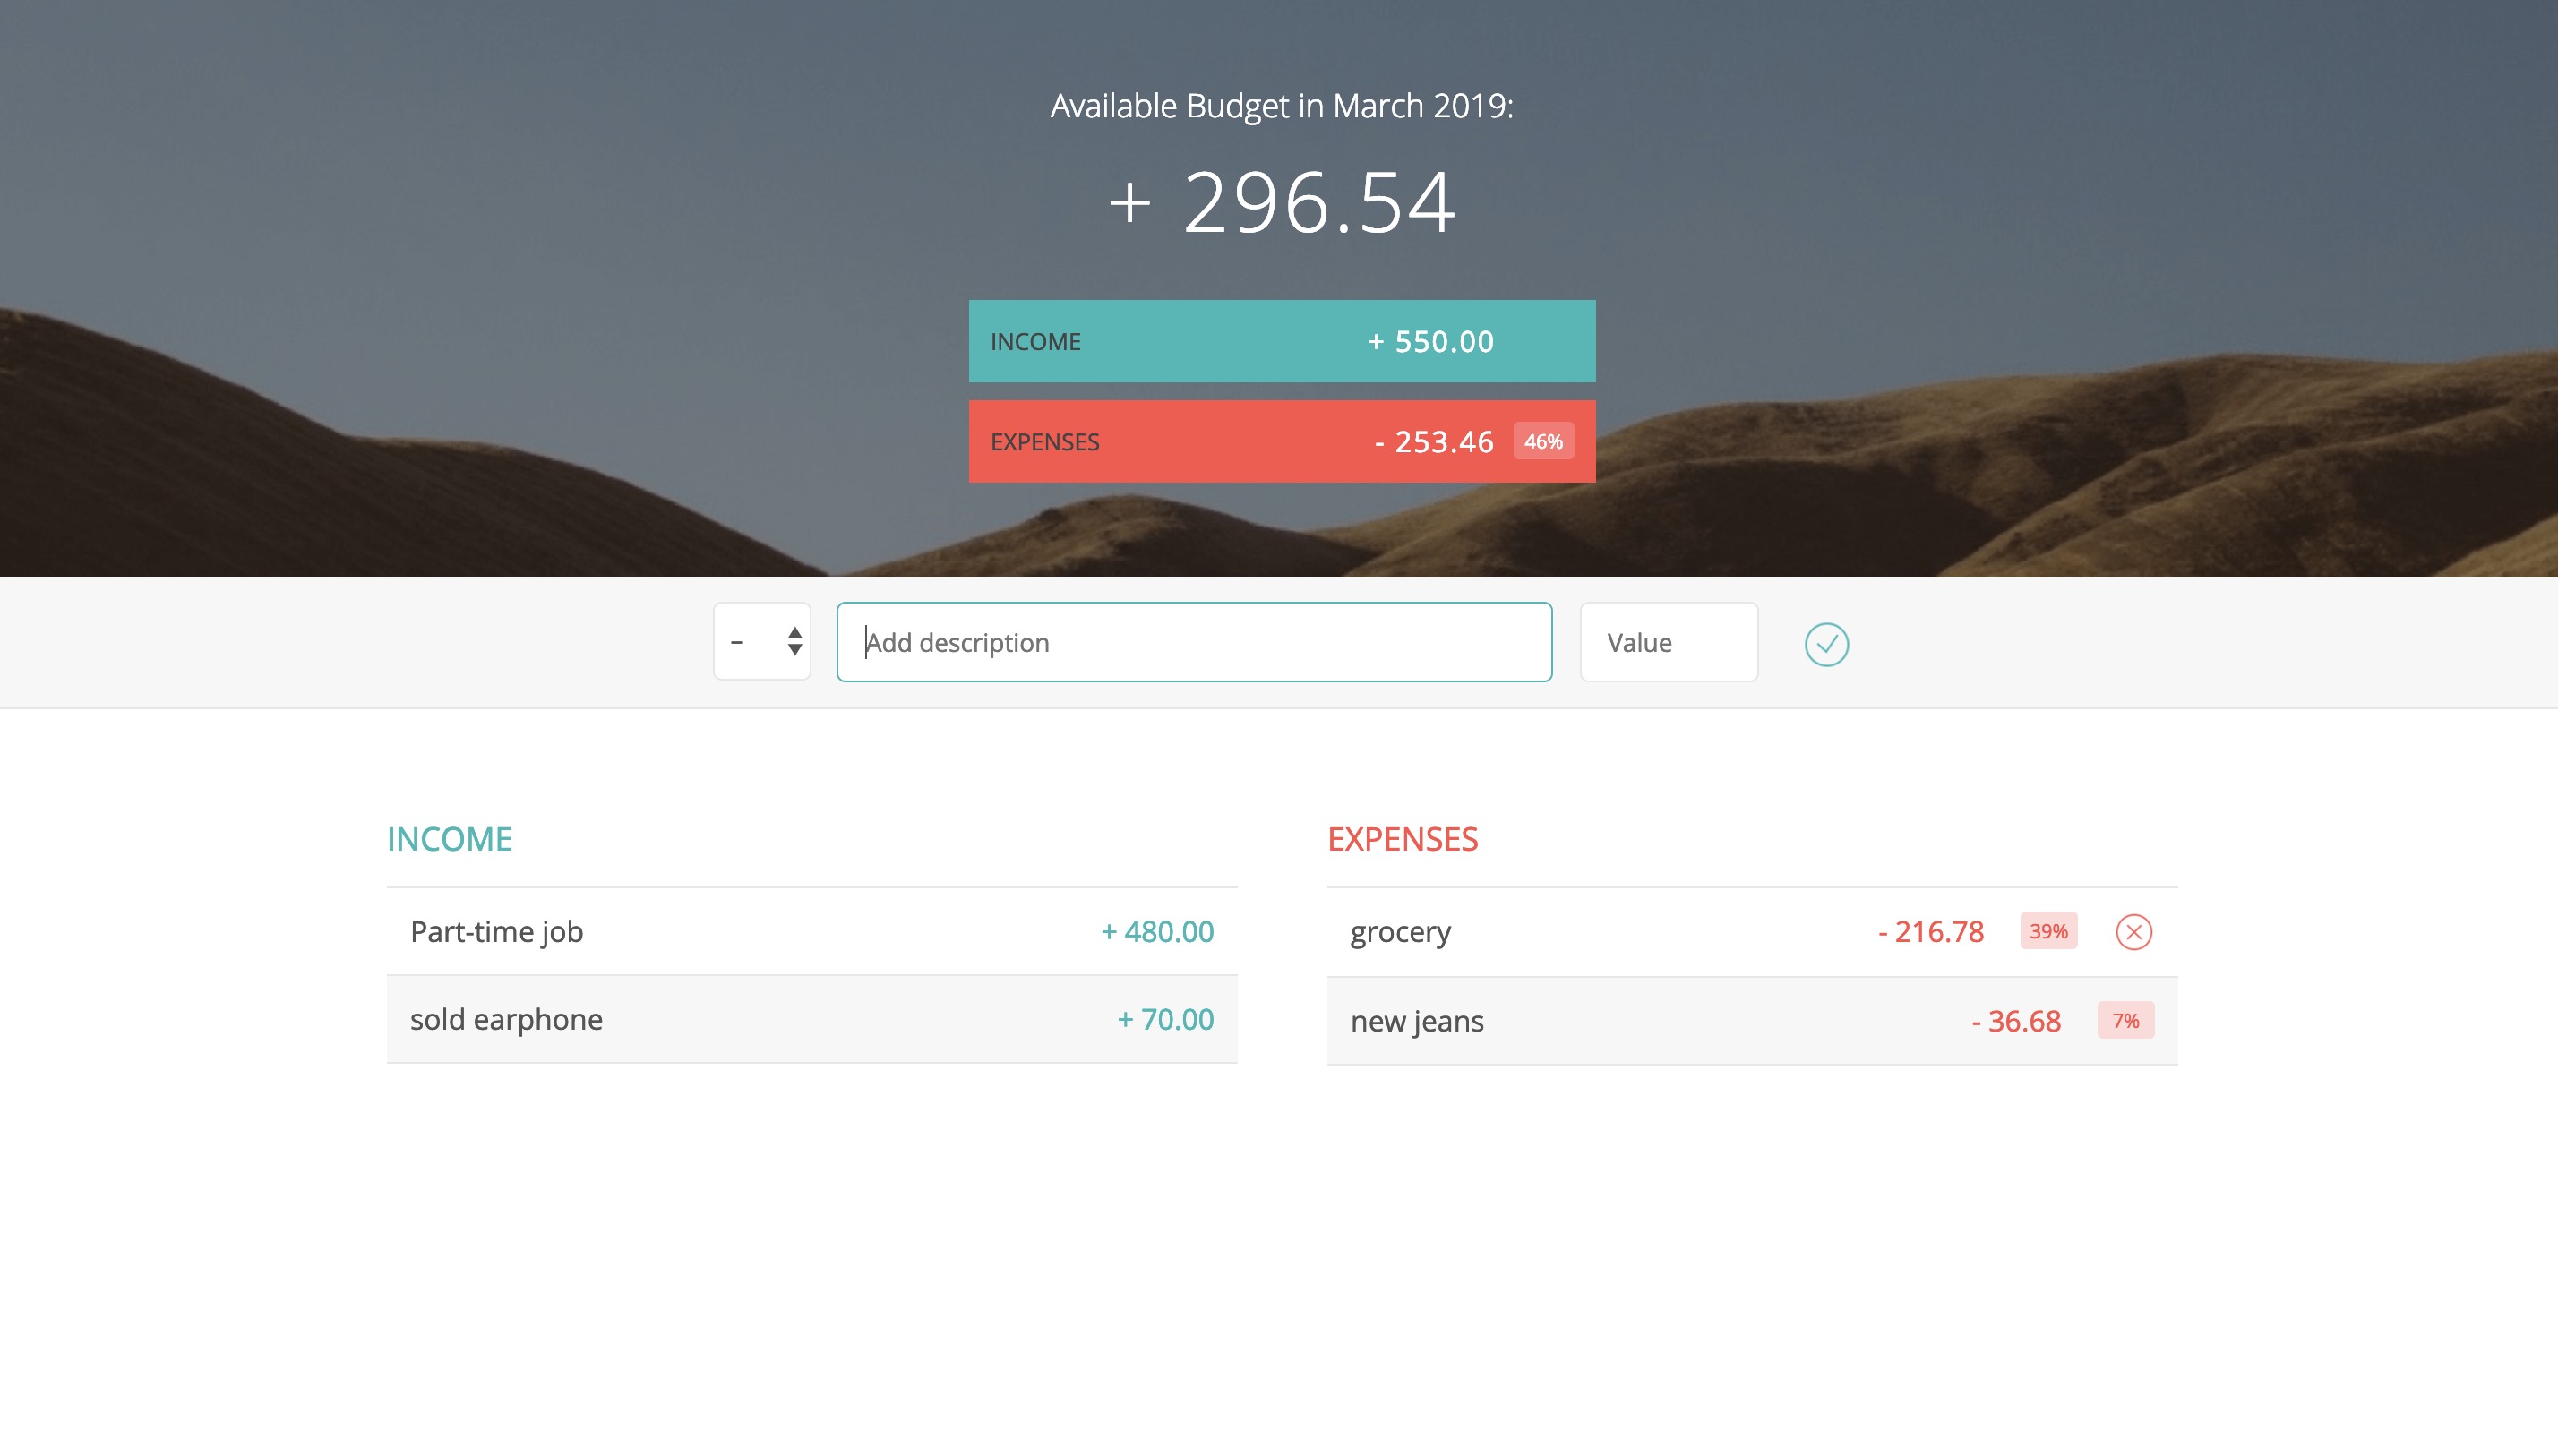 Available Budget in March 2019:
+ 296.54
INCOME + 550.00
EXPENSES - 253.46 46%
– Add description Value
INCOME
Part-time job + 480.00
sold earphone + 70.00
EXPENSES
grocery - 216.78 39%
new jeans - 36.68 7%